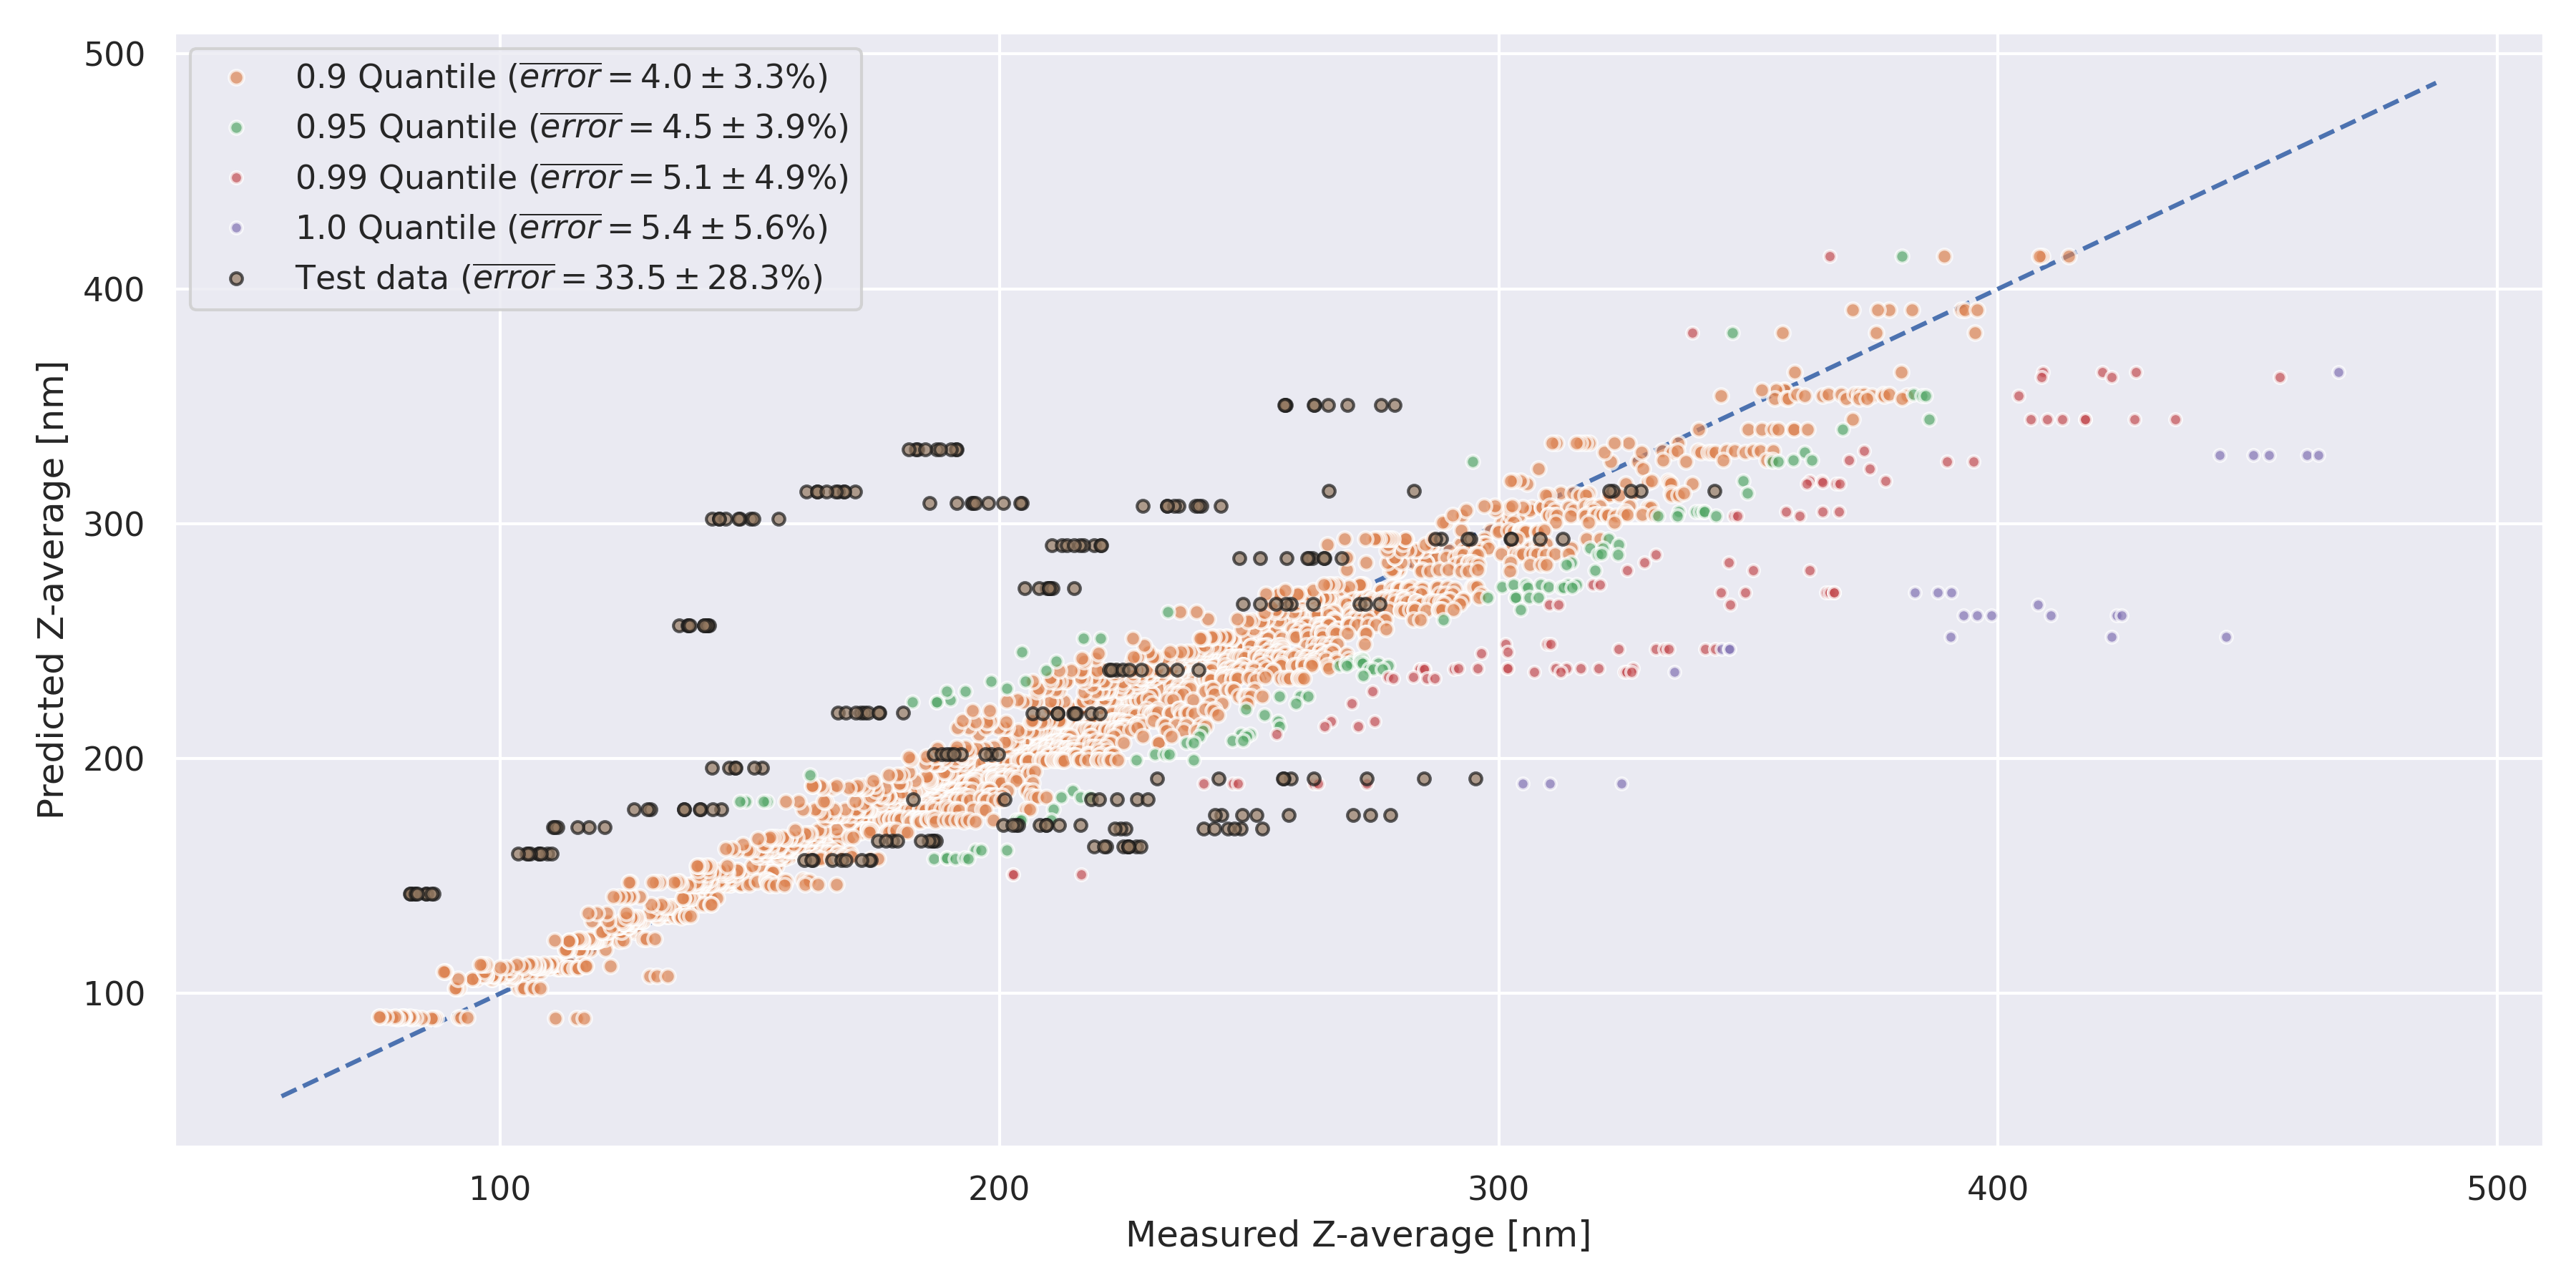 500
400
300
200
100
Predicted Z-average [nm]
0.9 Quantile (error = 4.0 ± 3.3%)
0.95 Quantile (error = 4.5 ± 3.9%)
0.99 Quantile (error = 5.1 ± 4.9%)
1.0 Quantile (error = 5.4 ± 5.6%)
Test data (error = 33.5 ± 28.3%)
100 200 300 400 500
Measured Z-average [nm]